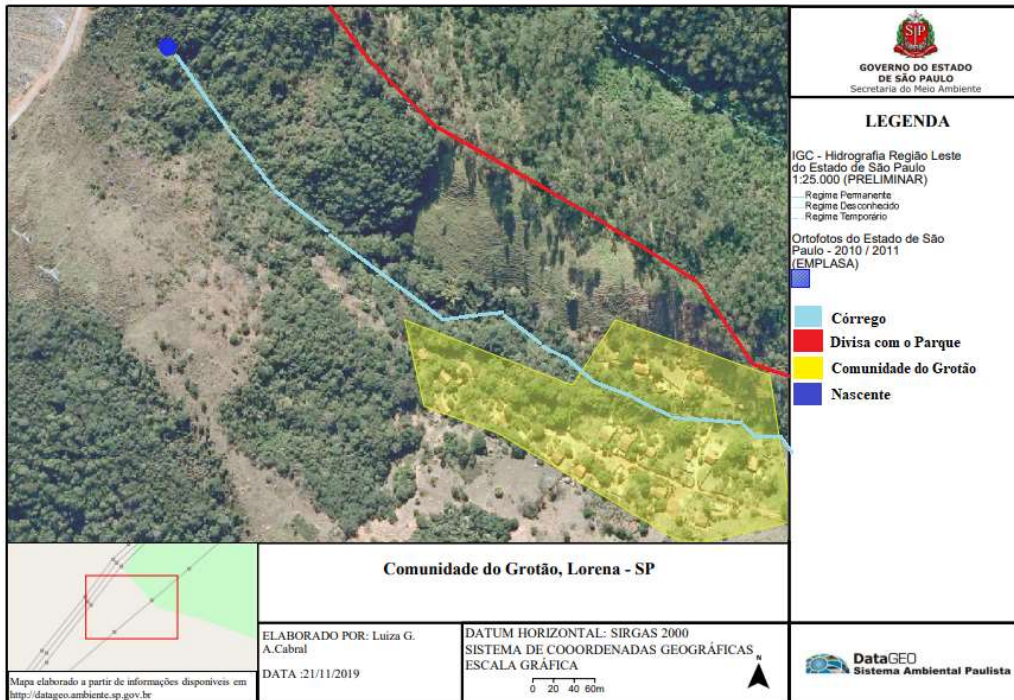 SP
GOVERNO DO ESTADO
DE SÃO PAULO
Secretaria do Meio Ambiente
LEGENDA
IGC - Hidrografia Região Leste
do Estado de São Paulo
1:25.000 (PRELIMINAR)
Regime Permanente
Regime Desconhecido
Regime Temporário
Ortofotos do Estado de São
Paulo - 2010 / 2011
(EMPLASA)
Córrego
Divisa com o Parque
Comunidade do Grotão
Nascente
Comunidade do Grotão, Lorena - SP
ELABORADO POR: Luiza G.
A.Cabral
DATA :21/11/2019
DATUM HORIZONTAL: SIRGAS 2000
SISTEMA DE COOORDENADAS GEOGRÁFICAS
ESCALA GRÁFICA
0 20 40 60m
N
Mapa elaborado a partir de informações disponíveis em
http://datageo.ambiente.sp.gov.br
DataGEO
Sistema Ambiental Paulista